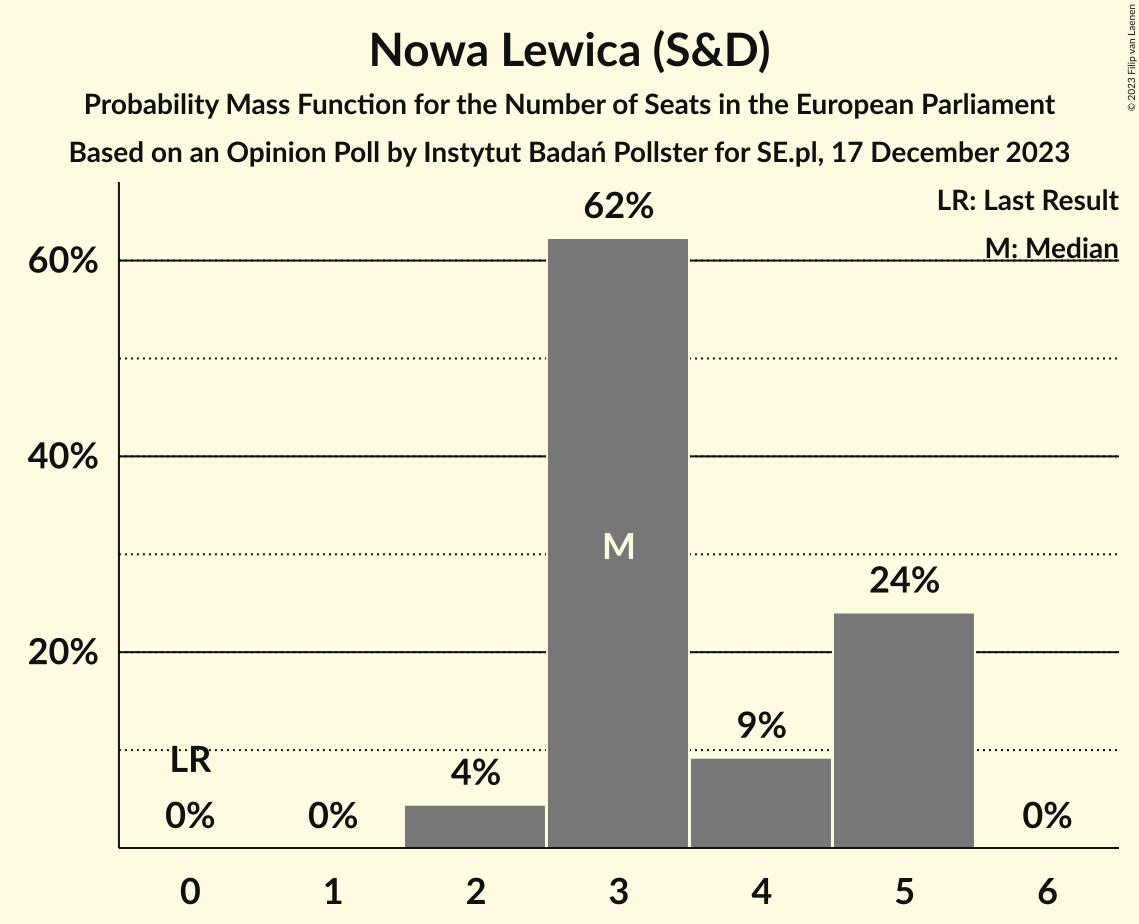 Nowa Lewica (S&D)
Probability Mass Function for the Number of Seats in the European Parliament
Based on an Opinion Poll by Instytut Badań Pollster for SE.pl, 17 December 2023
© 2023 Filip van Laenen
LR: Last Result
M: Median
62%
60%
40%
M
24%
20%
9%
LR
4%
0%
0%
0%
0 1 2 3 4 5 6